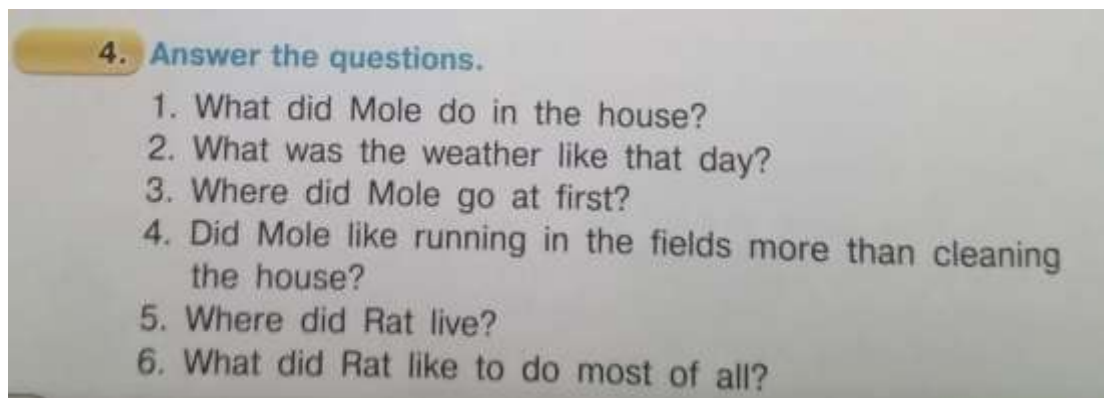 4. Answer the questions.
1. What did Mole do in the house?
2. What was the weather like that day?
3. Where did Mole go at first?
4. Did Mole like running in the fields more than cleaning
the house?
5. Where did Rat live?
6. What did Rat like to do most of all?